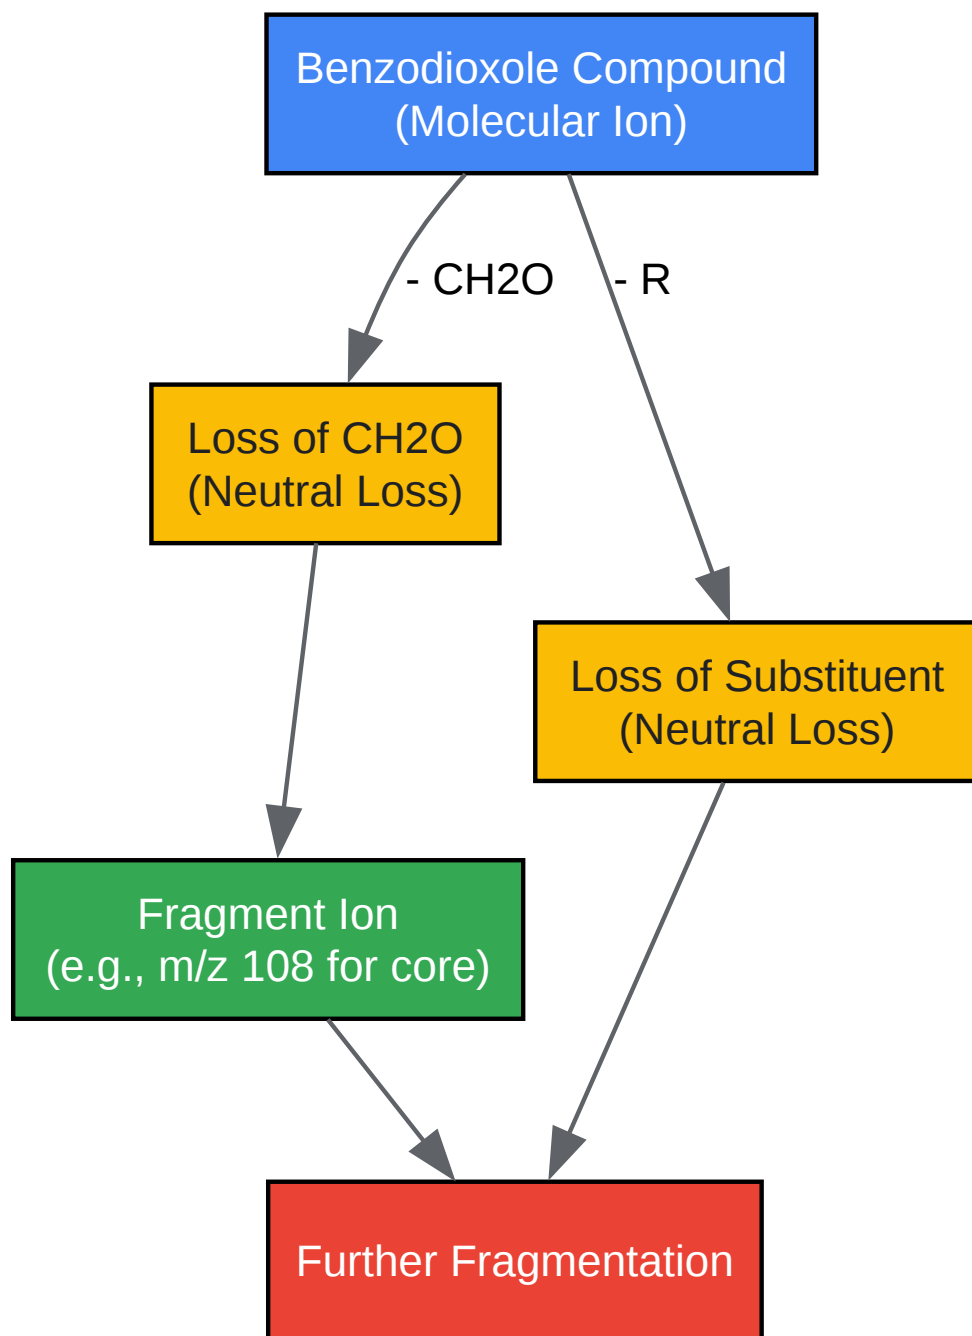 Benzodioxole Compound
(Molecular Ion)
- CH2O
- R
Loss of CH2O
(Neutral Loss)
Loss of Substituent
(Neutral Loss)
Fragment Ion
(e.g., m/z 108 for core)
Further Fragmentation